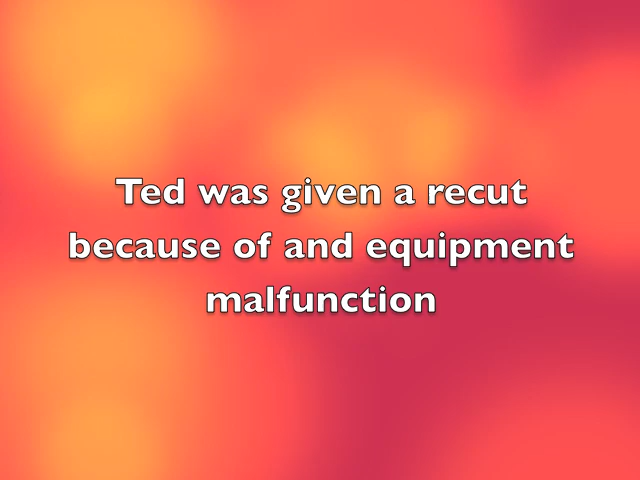 Ted was given a recut
because of and equipment
malfunction